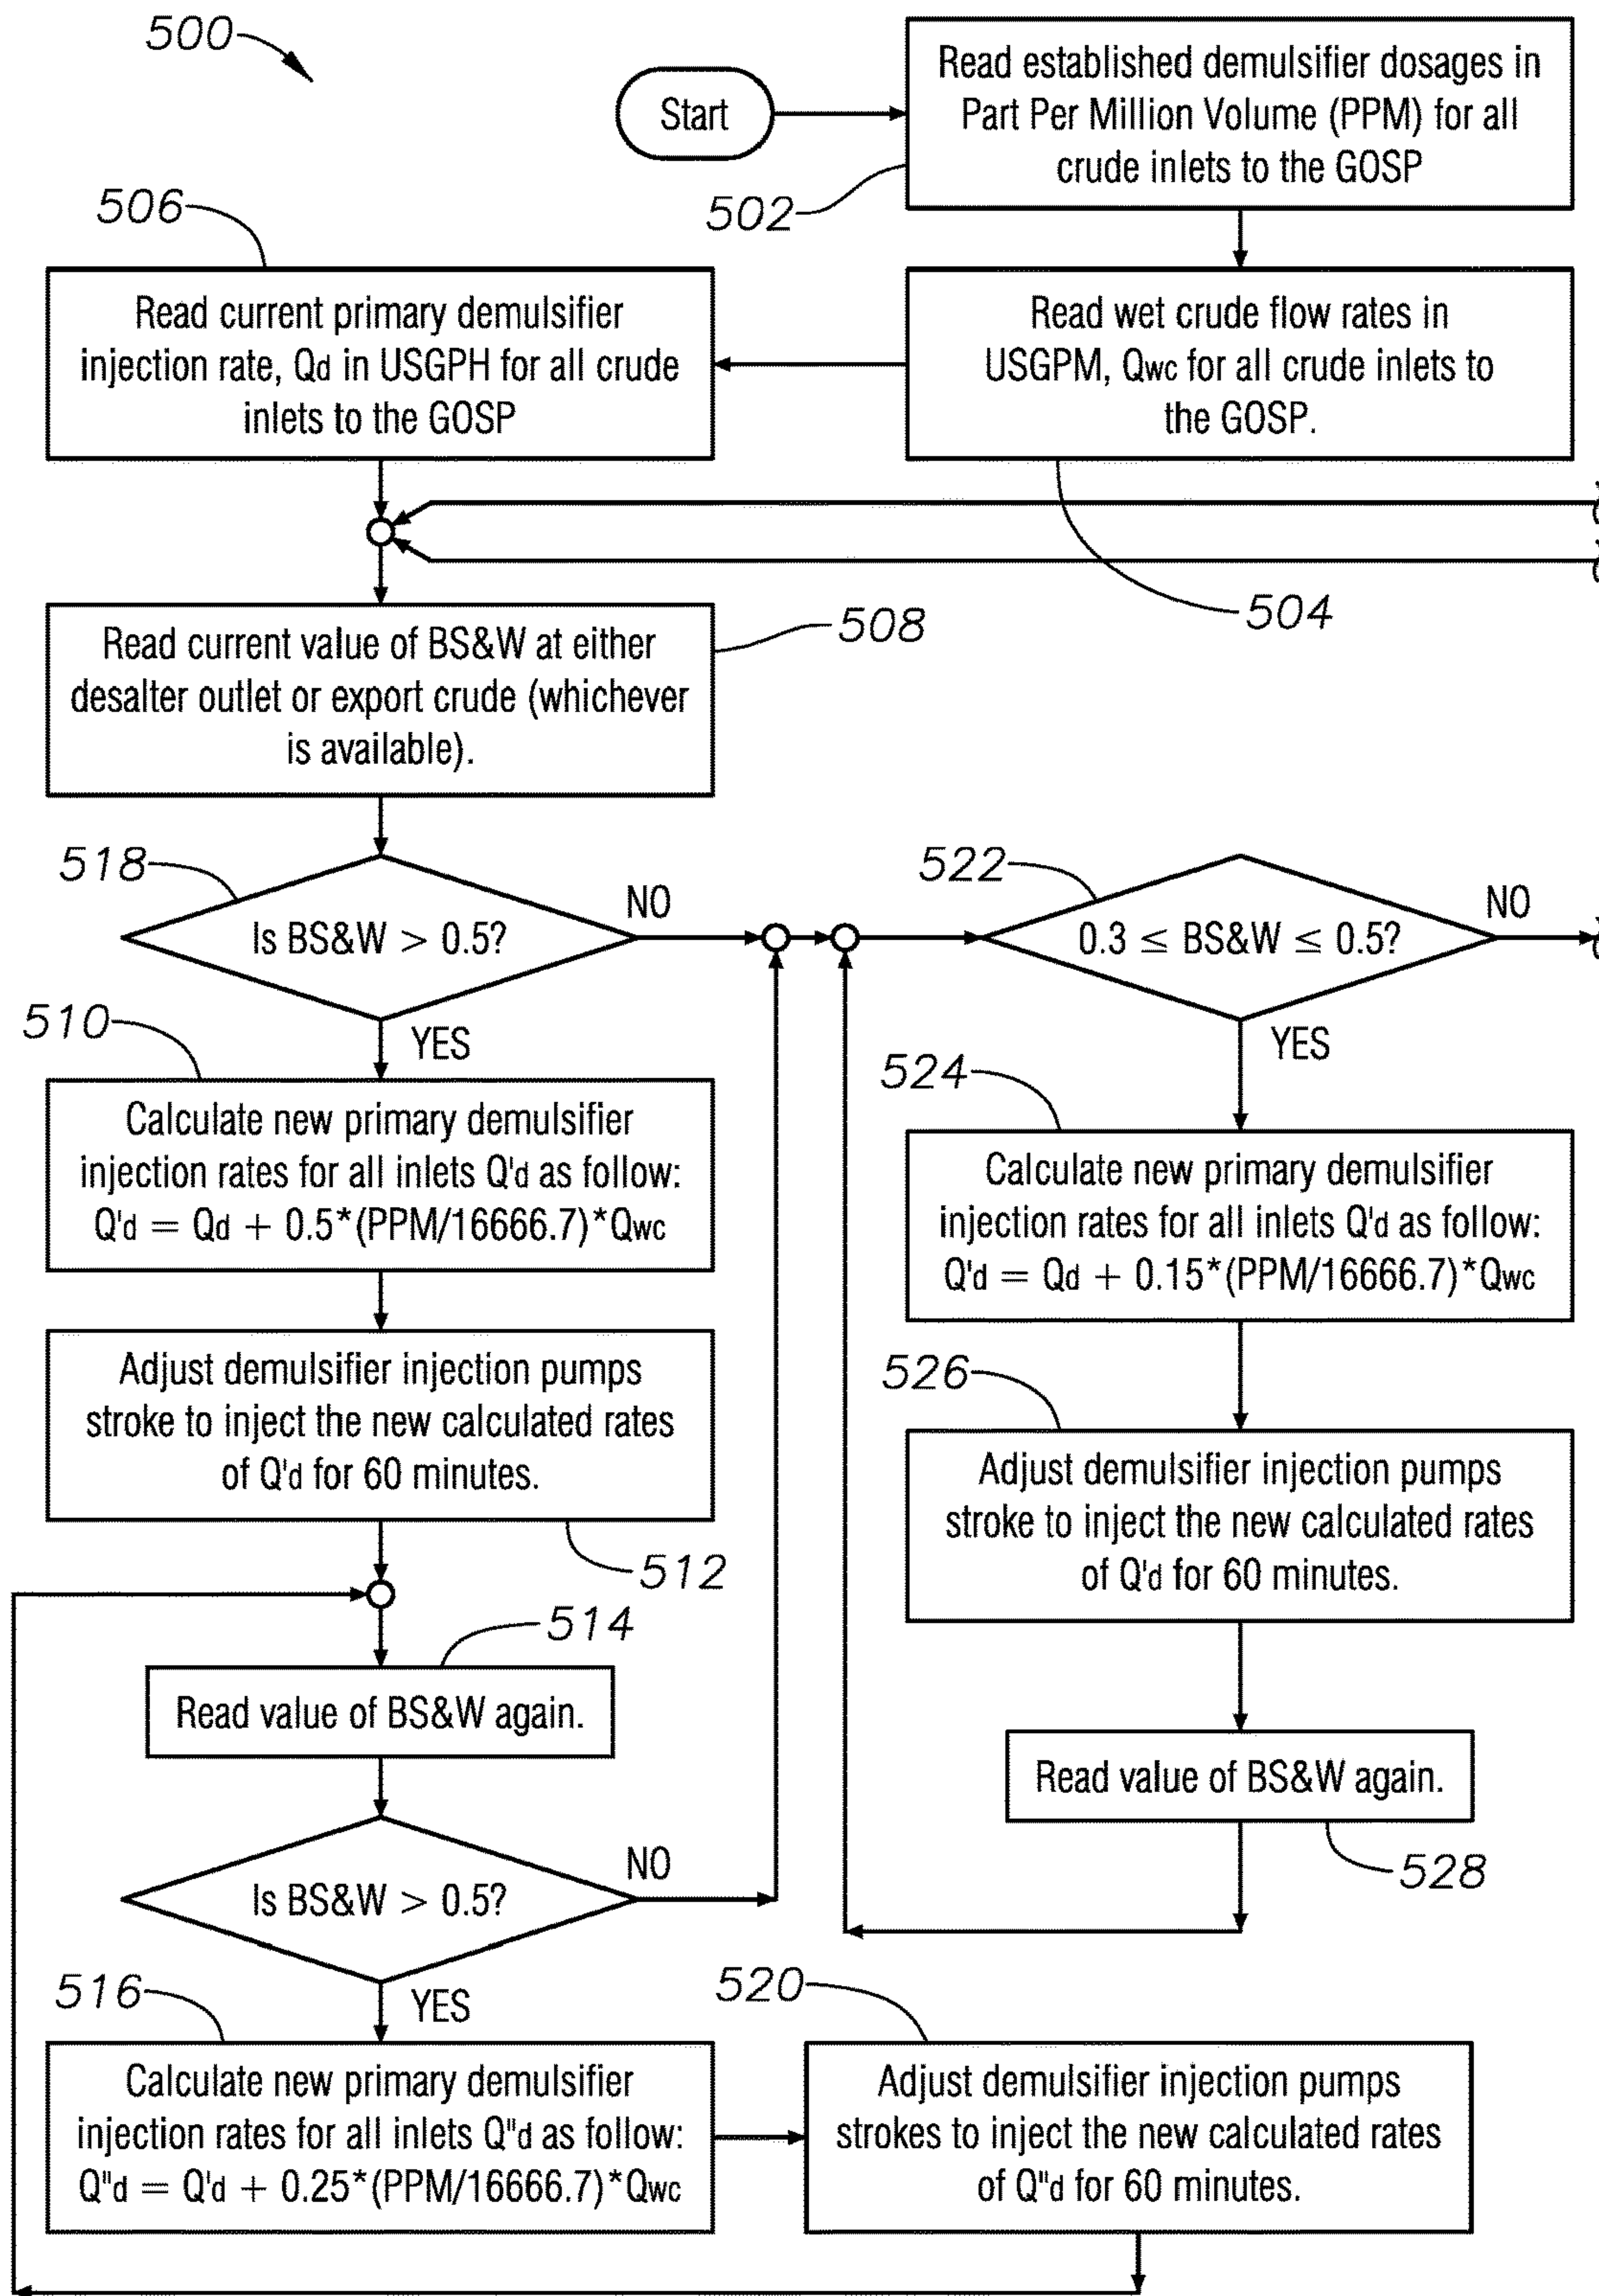 500
Start
Read established demulsifier dosages in
Part Per Million Volume (PPM) for all
crude inlets to the GOSP
502
506
Read current primary demulsifier
injection rate, Qd in USGPH for all crude
inlets to the GOSP
Read wet crude flow rates in
USGPM, Qwc for all crude inlets to
the GOSP.
504
Read current value of BS&W at either
desalter outlet or export crude (whichever
is available).
508
518
Is BS&W > 0.5?
NO
YES
522
0.3 ≤ BS&W ≤ 0.5?
NO
YES
510
Calculate new primary demulsifier
injection rates for all inlets Q'd as follow:
Q'd = Qd + 0.5*(PPM/16666.7)*Qwc
524
Calculate new primary demulsifier
injection rates for all inlets Q'd as follow:
Q'd = Qd + 0.15*(PPM/16666.7)*Qwc
Adjust demulsifier injection pumps
stroke to inject the new calculated rates
of Q'd for 60 minutes.
512
526
Adjust demulsifier injection pumps
stroke to inject the new calculated rates
of Q'd for 60 minutes.
514
Read value of BS&W again.
Read value of BS&W again.
528
Is BS&W > 0.5?
NO
YES
516
Calculate new primary demulsifier
injection rates for all inlets Q"d as follow:
Q"d = Q'd + 0.25*(PPM/16666.7)*Qwc
520
Adjust demulsifier injection pumps
strokes to inject the new calculated rates
of Q"d for 60 minutes.